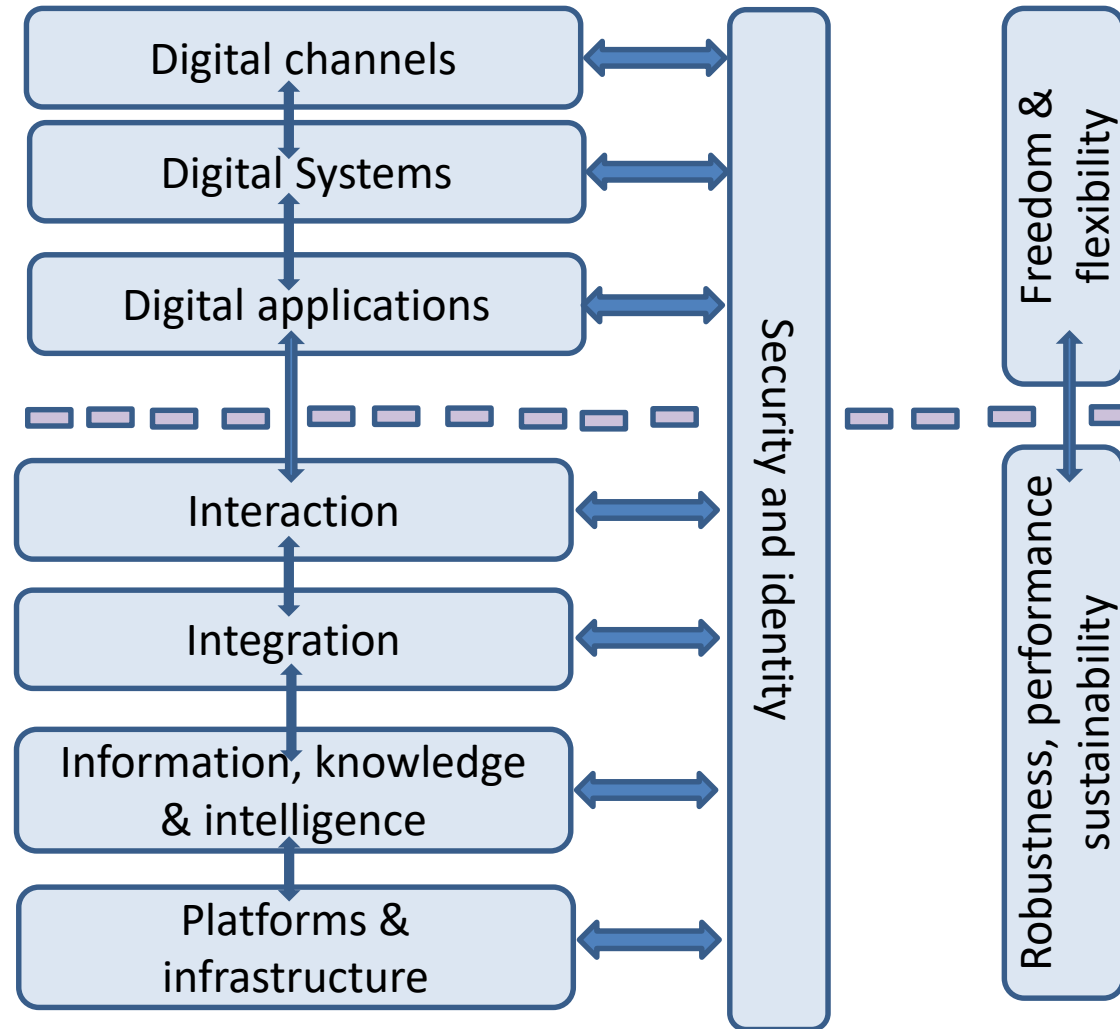 Digital channels
Digital Systems
Digital applications
Interaction
Integration
Information, knowledge
& intelligence
Platforms &
infrastructure
Security and identity
Freedom &
flexibility
Robustness, performance
sustainability